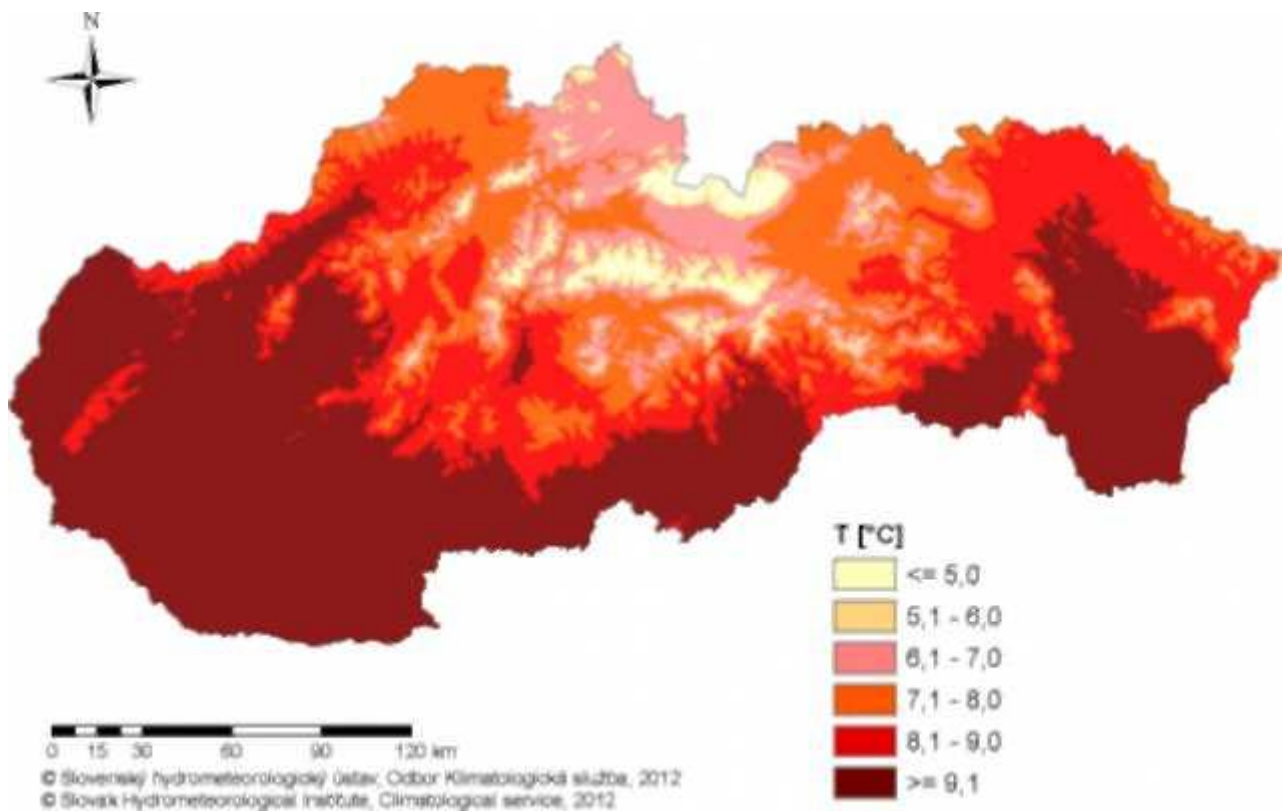 N
T [°C]
<= 5,0
5,1 - 6,0
6,1 - 7,0
7,1 - 8,0
8,1 - 9,0
>= 9,1
0 15 30 60 90 120 km
© Slovenský hydrometeorologický ústav, Odbor Klimatologická služba, 2012
© Slovak Hydrometeorological Institute, Climatological service, 2012